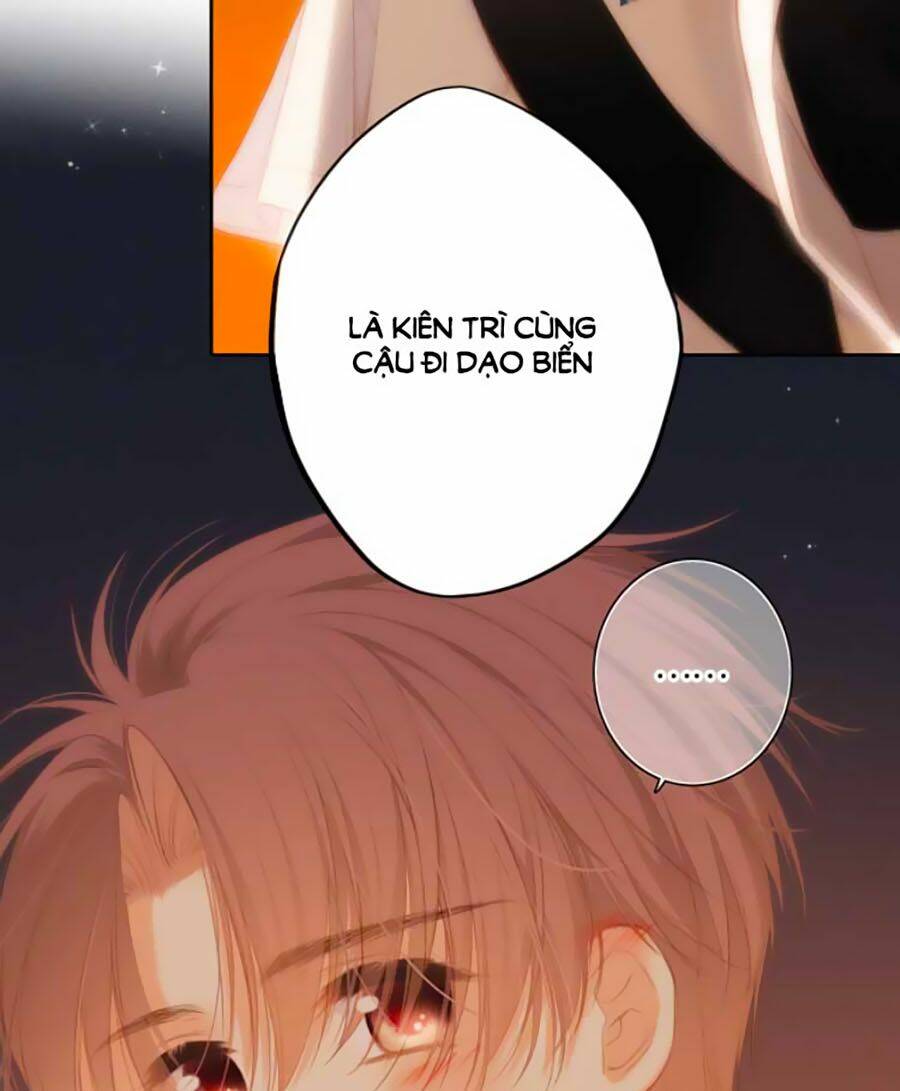 LÀ KIÊN TRÌ CÙNG
CẬU ĐI DẠO BIỂN
......